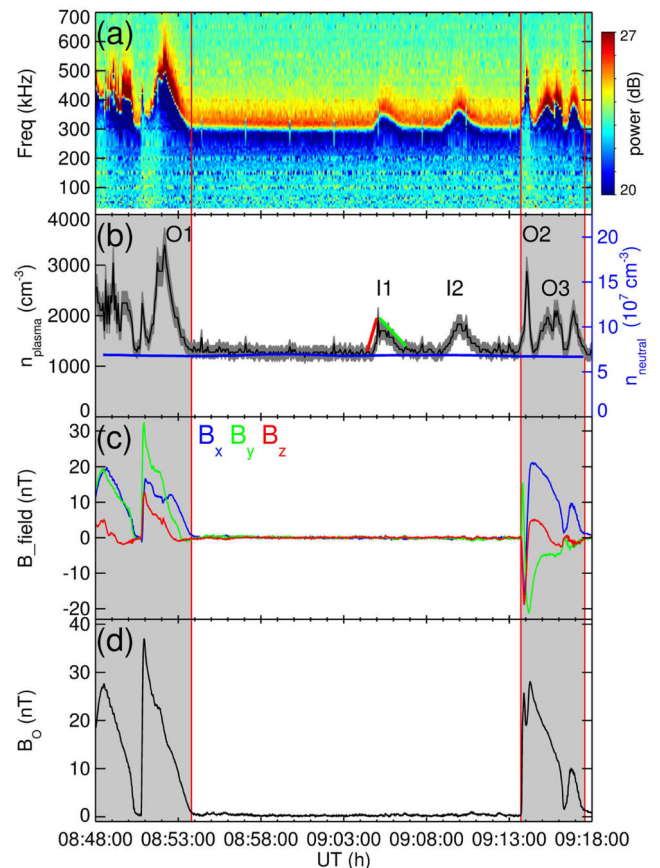 (a)
700
600
500
400
300
200
100
Freq (kHz)
27
20
power (dB)
(b)
4000
3000
2000
1000
0
n_plasma (cm⁻³)
O1
I1
I2
O2
O3
20
15
10
5
0
n_neutral (10⁷ cm⁻³)
(c)
30
20
10
0
-10
-20
B_field (nT)
B_x B_y B_z
(d)
40
30
20
10
0
B_O (nT)
08:48:00 08:53:00 08:58:00 09:03:00 09:08:00 09:13:00 09:18:00
UT (h)